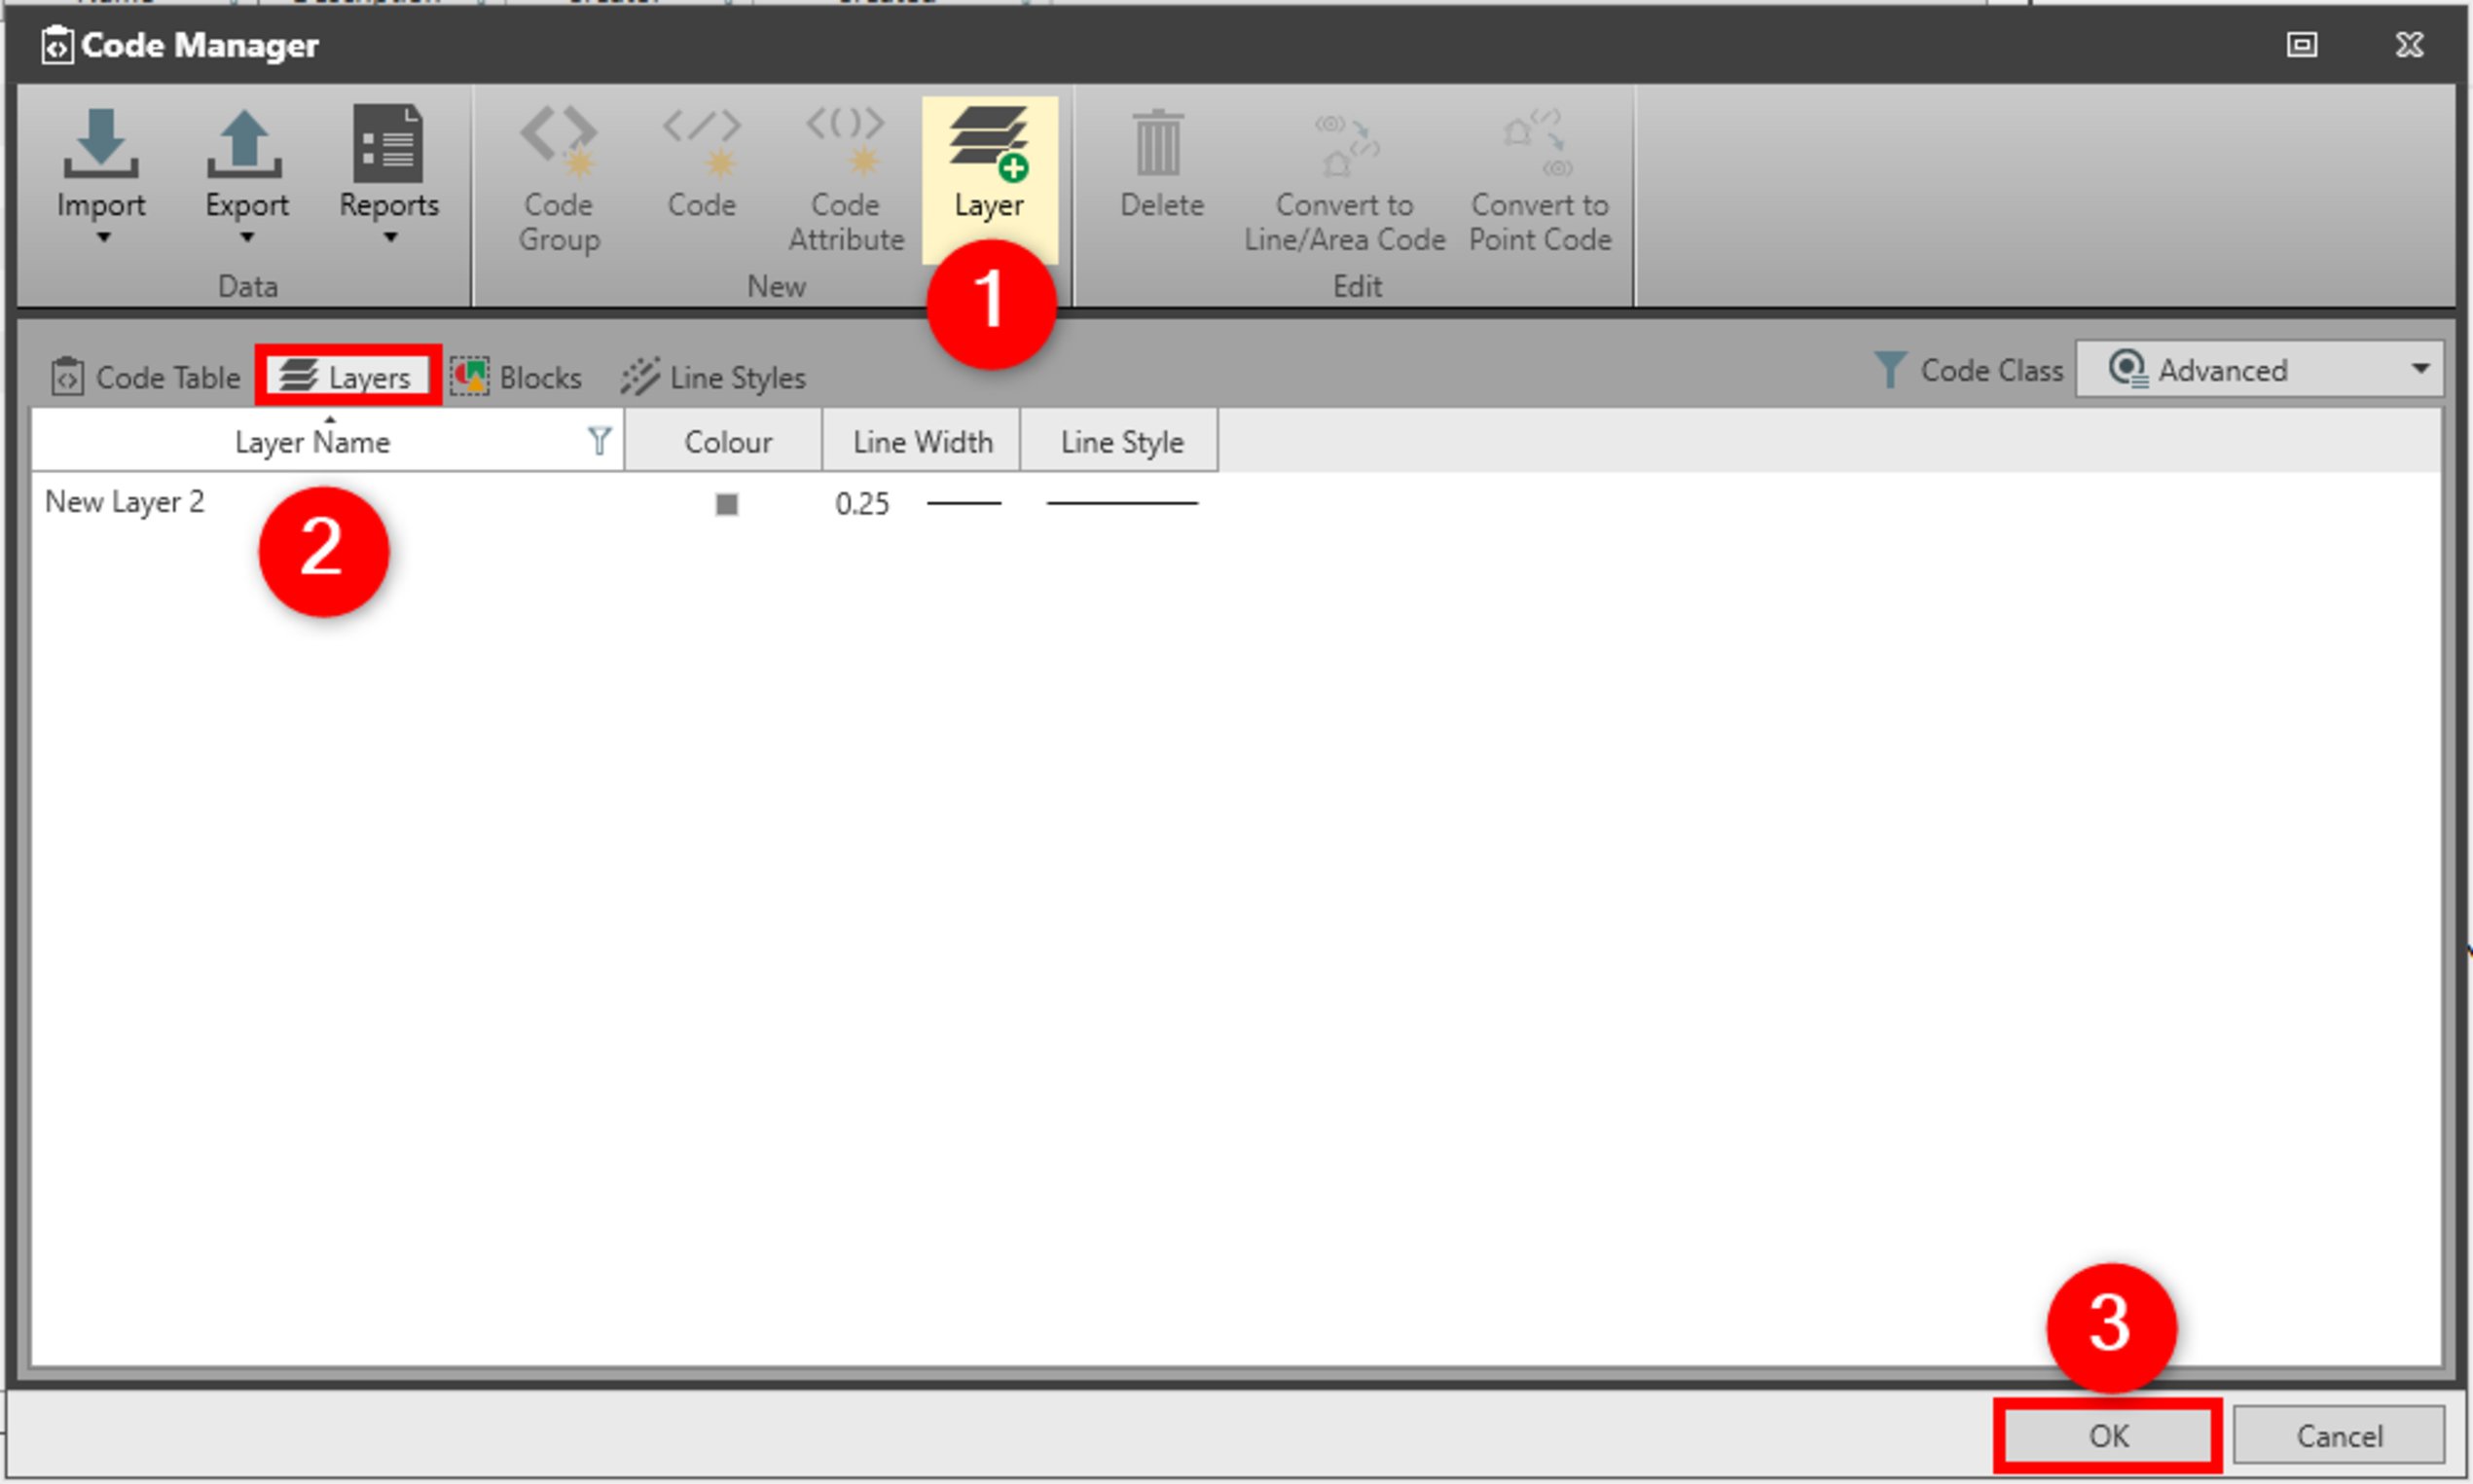 Code Manager
Import
Export
Reports
Code
Group
Code
Code
Attribute
Layer
Delete
Convert to
Line/Area Code
Convert to
Point Code
Data
New
Edit
1
Code Table
Layers
Blocks
Line Styles
Code Class
Advanced
Layer Name
Colour
Line Width
Line Style
New Layer 2
0.25
2
3
OK
Cancel